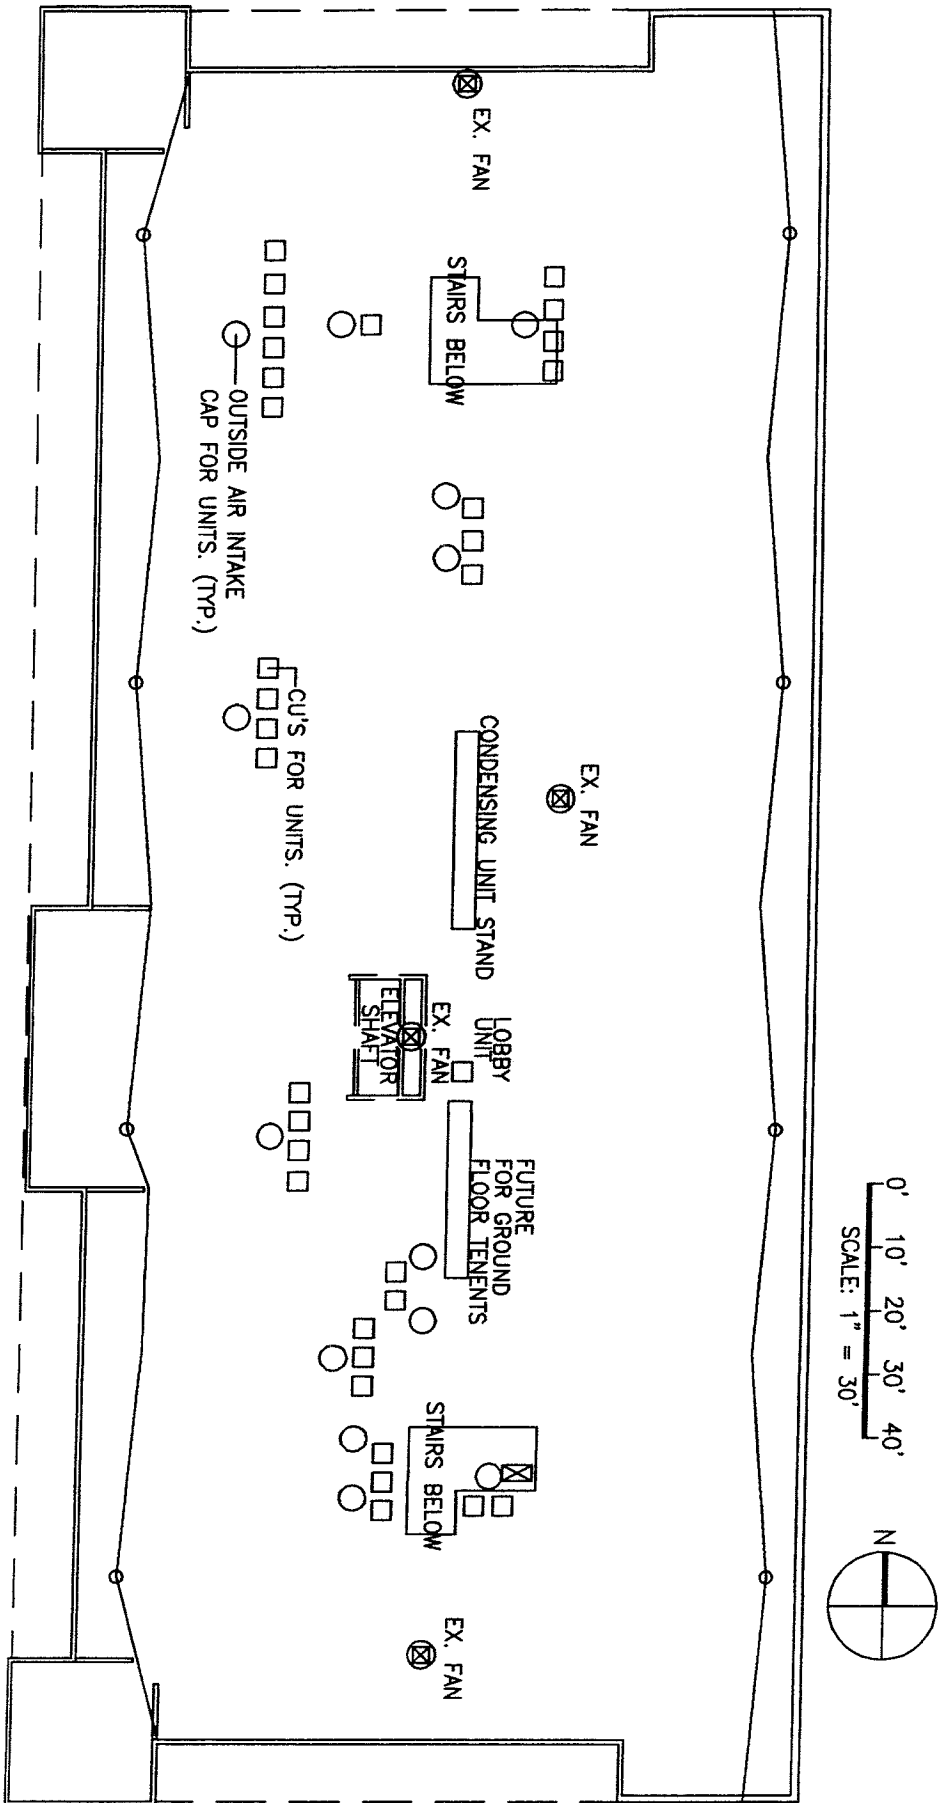 EX. FAN
STAIRS BELOW
OUTSIDE AIR INTAKE
CAP FOR UNITS. (TYP.)
CU'S FOR UNITS. (TYP.)
CONDENSING UNIT STAND
EX. FAN
LOBBY
UNIT
EX. FAN
ELEVATOR
SHAFT
FUTURE
FOR GROUND
FLOOR TENENTS
STAIRS BELOW
EX. FAN
0' 10' 20' 30' 40'
SCALE: 1" = 30'
N